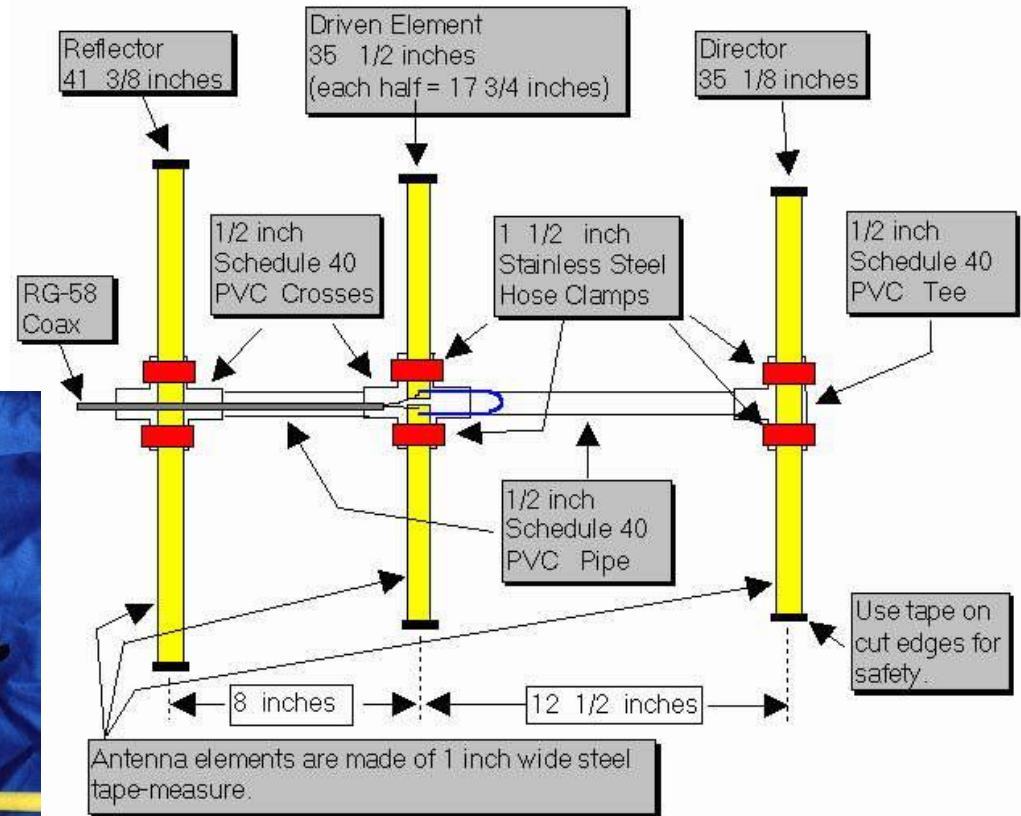 Reflector
41 3/8 inches
Driven Element
35 1/2 inches
(each half = 17 3/4 inches)
Director
35 1/8 inches
RG-58
Coax
1/2 inch
Schedule 40
PVC Crosses
1 1/2 inch
Stainless Steel
Hose Clamps
1/2 inch
Schedule 40
PVC Tee
1/2 inch
Schedule 40
PVC Pipe
Use tape on
cut edges for
safety.
8 inches
12 1/2 inches
Antenna elements are made of 1 inch wide steel
tape-measure.